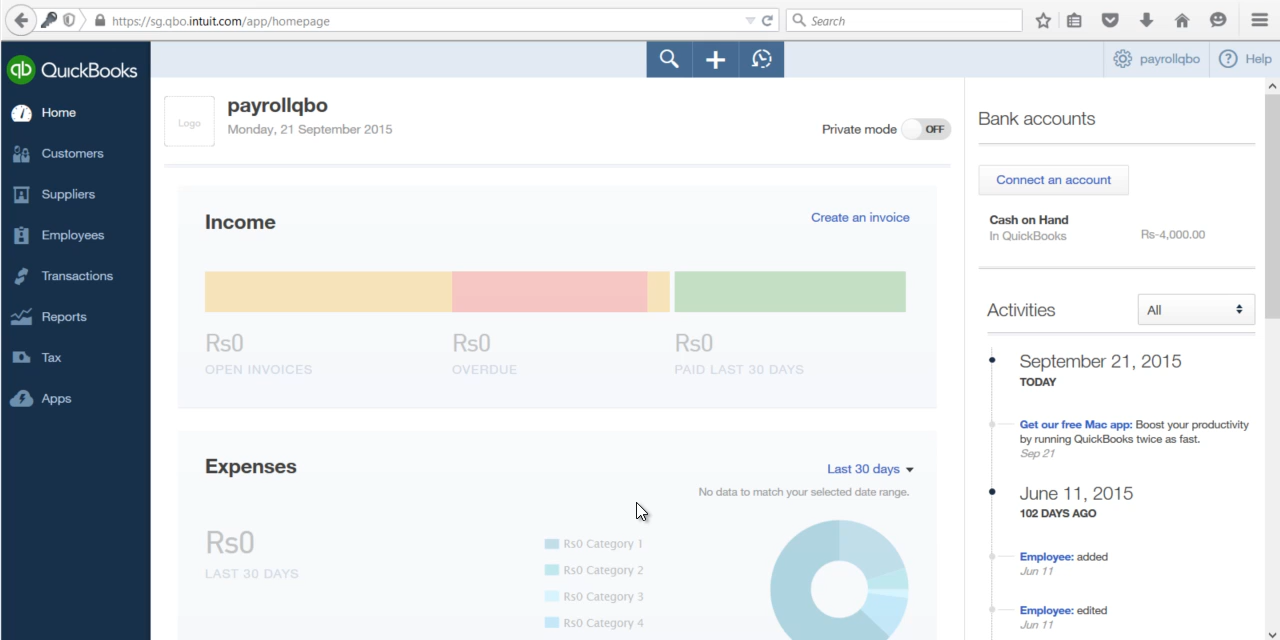 https://sg.qbo.intuit.com/app/homepage
Search
QuickBooks
payrollqbo
Help
Home
Customers
Suppliers
Employees
Transactions
Reports
Tax
Apps
Logo
payrollqbo
Monday, 21 September 2015
Private mode OFF
Income
Create an invoice
Rs0 Rs0 Rs0
OPEN INVOICES OVERDUE PAID LAST 30 DAYS
Expenses
Last 30 days
No data to match your selected date range.
Rs0
LAST 30 DAYS
Rs0 Category 1
Rs0 Category 2
Rs0 Category 3
Rs0 Category 4
Bank accounts
Connect an account
Cash on Hand
In QuickBooks Rs-4,000.00
Activities All
September 21, 2015
TODAY
Get our free Mac app: Boost your productivity
by running QuickBooks twice as fast.
Sep 21
June 11, 2015
102 DAYS AGO
Employee: added
Jun 11
Employee: edited
Jun 11